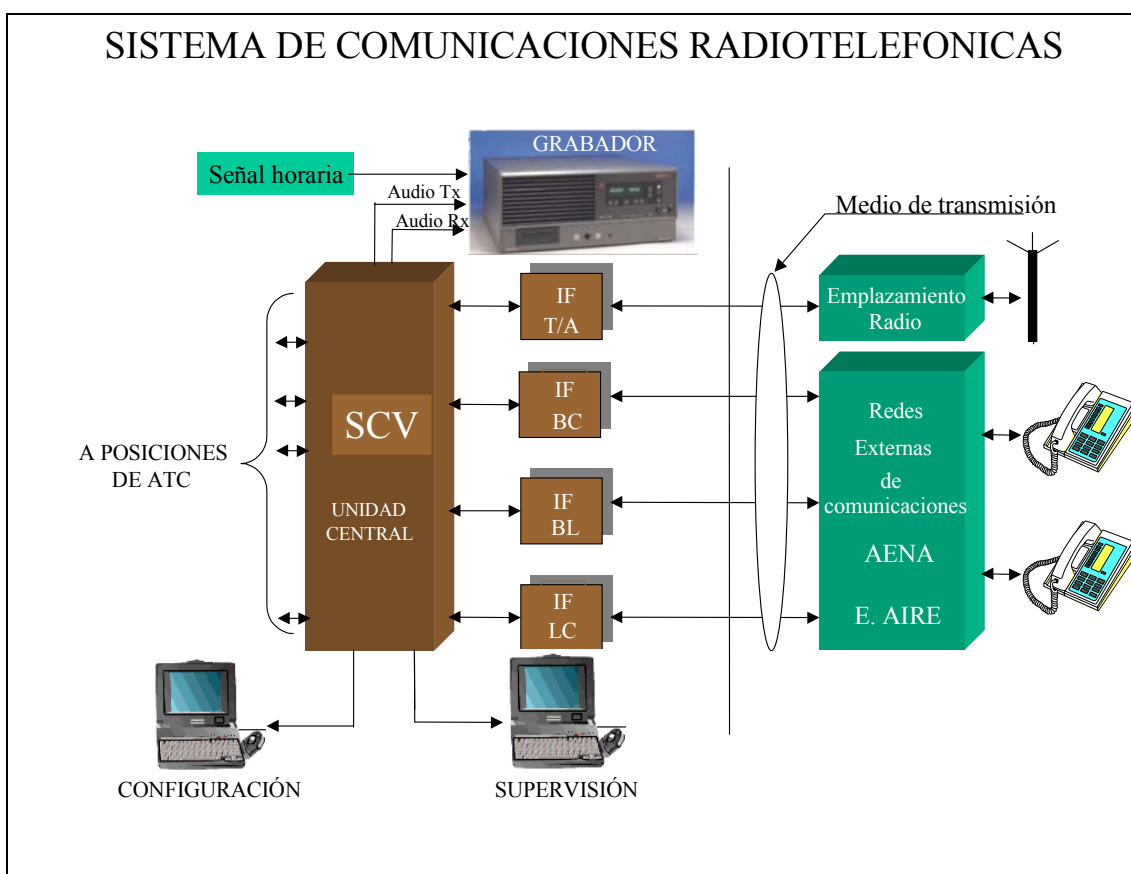 SISTEMA DE COMUNICACIONES RADIOTELEFONICAS
GRABADOR
Señal horaria
Audio Tx
Audio Rx
Medio de transmisión
IF
T/A
Emplazamiento
Radio
IF
BC
SCV
Redes
Externas
de
comunicaciones
AENA
E. AIRE
A POSICIONES
DE ATC
UNIDAD
CENTRAL
IF
BL
IF
LC
CONFIGURACIÓN
SUPERVISIÓN